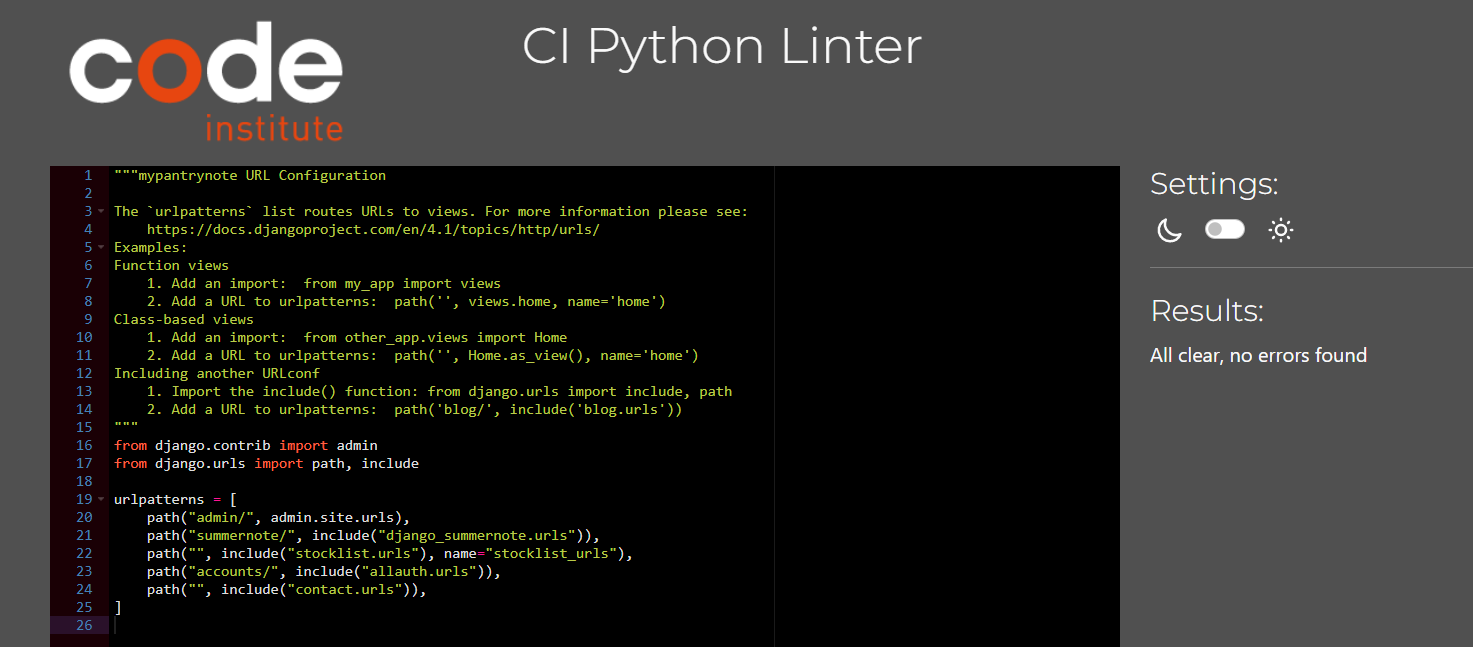 code
institute
CI Python Linter
1 """mypantrynote URL Configuration
2
3 The `urlpatterns` list routes URLs to views. For more information please see:
4     https://docs.djangoproject.com/en/4.1/topics/http/urls/
5 Examples:
6 Function views
7     1. Add an import:  from my_app import views
8     2. Add a URL to urlpatterns:  path('', views.home, name='home')
9 Class-based views
10     1. Add an import:  from other_app.views import Home
11     2. Add a URL to urlpatterns:  path('', Home.as_view(), name='home')
12 Including another URLconf
13     1. Import the include() function: from django.urls import include, path
14     2. Add a URL to urlpatterns:  path('blog/', include('blog.urls'))
15 """
16 from django.contrib import admin
17 from django.urls import path, include
18
19 urlpatterns = [
20     path("admin/", admin.site.urls),
21     path("summernote/", include("django_summernote.urls")),
22     path("", include("stocklist.urls"), name="stocklist_urls"),
23     path("accounts/", include("allauth.urls")),
24     path("", include("contact.urls")),
25 ]
26
Settings:
Results:
All clear, no errors found